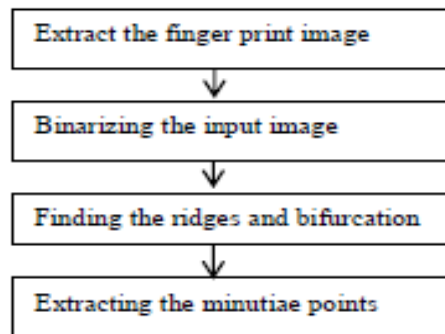 Extract the finger print image
Binarizing the input image
Finding the ridges and bifurcation
Extracting the minutiae points